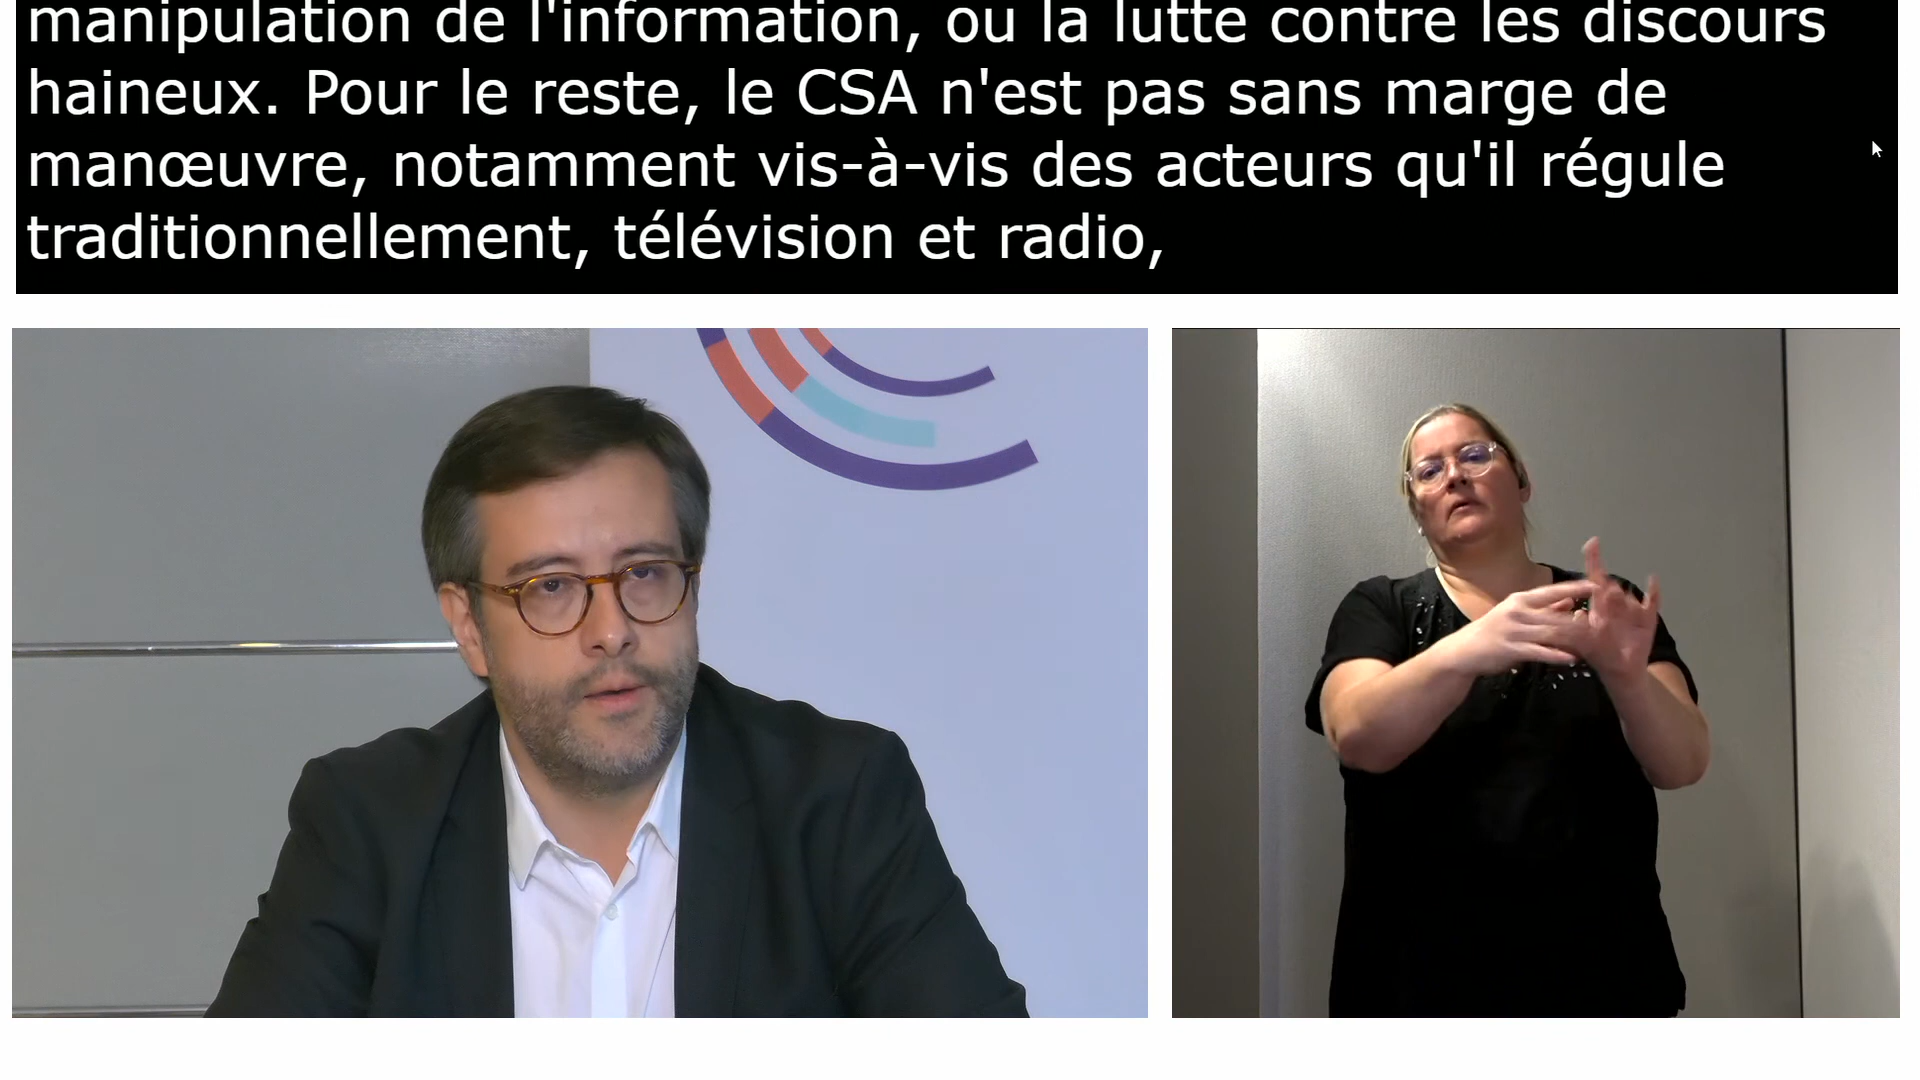 manipulation de l'information, ou la lutte contre les discours
haineux. Pour le reste, le CSA n'est pas sans marge de
manœuvre, notamment vis-à-vis des acteurs qu'il régule
traditionnellement, télévision et radio,